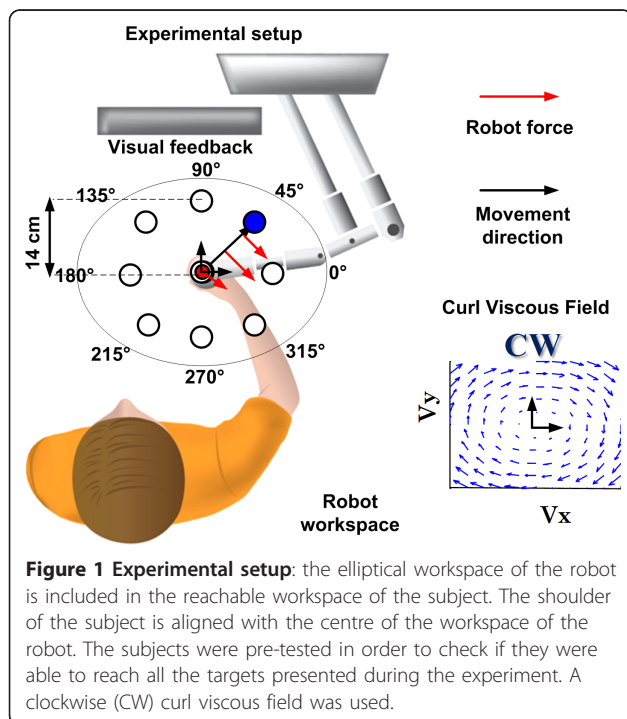 Experimental setup
Visual feedback
Robot force
Movement
direction
90°
135°
45°
14 cm
180°
0°
215°
315°
270°
Curl Viscous Field
CW
Vy
Vx
Robot
workspace
Figure 1 Experimental setup: the elliptical workspace of the robot
is included in the reachable workspace of the subject. The shoulder
of the subject is aligned with the centre of the workspace of the
robot. The subjects were pre-tested in order to check if they were
able to reach all the targets presented during the experiment. A
clockwise (CW) curl viscous field was used.